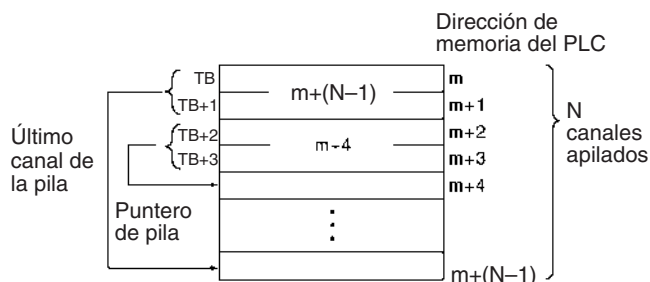 Dirección de
memoria del PLC
TB
m+(N–1)
m
TB+1
m+1
TB+2
m+4
m+2
TB+3
m+3
m+4
N
canales
apilados
Último
canal de
la pila
Puntero
de pila
m+(N–1)